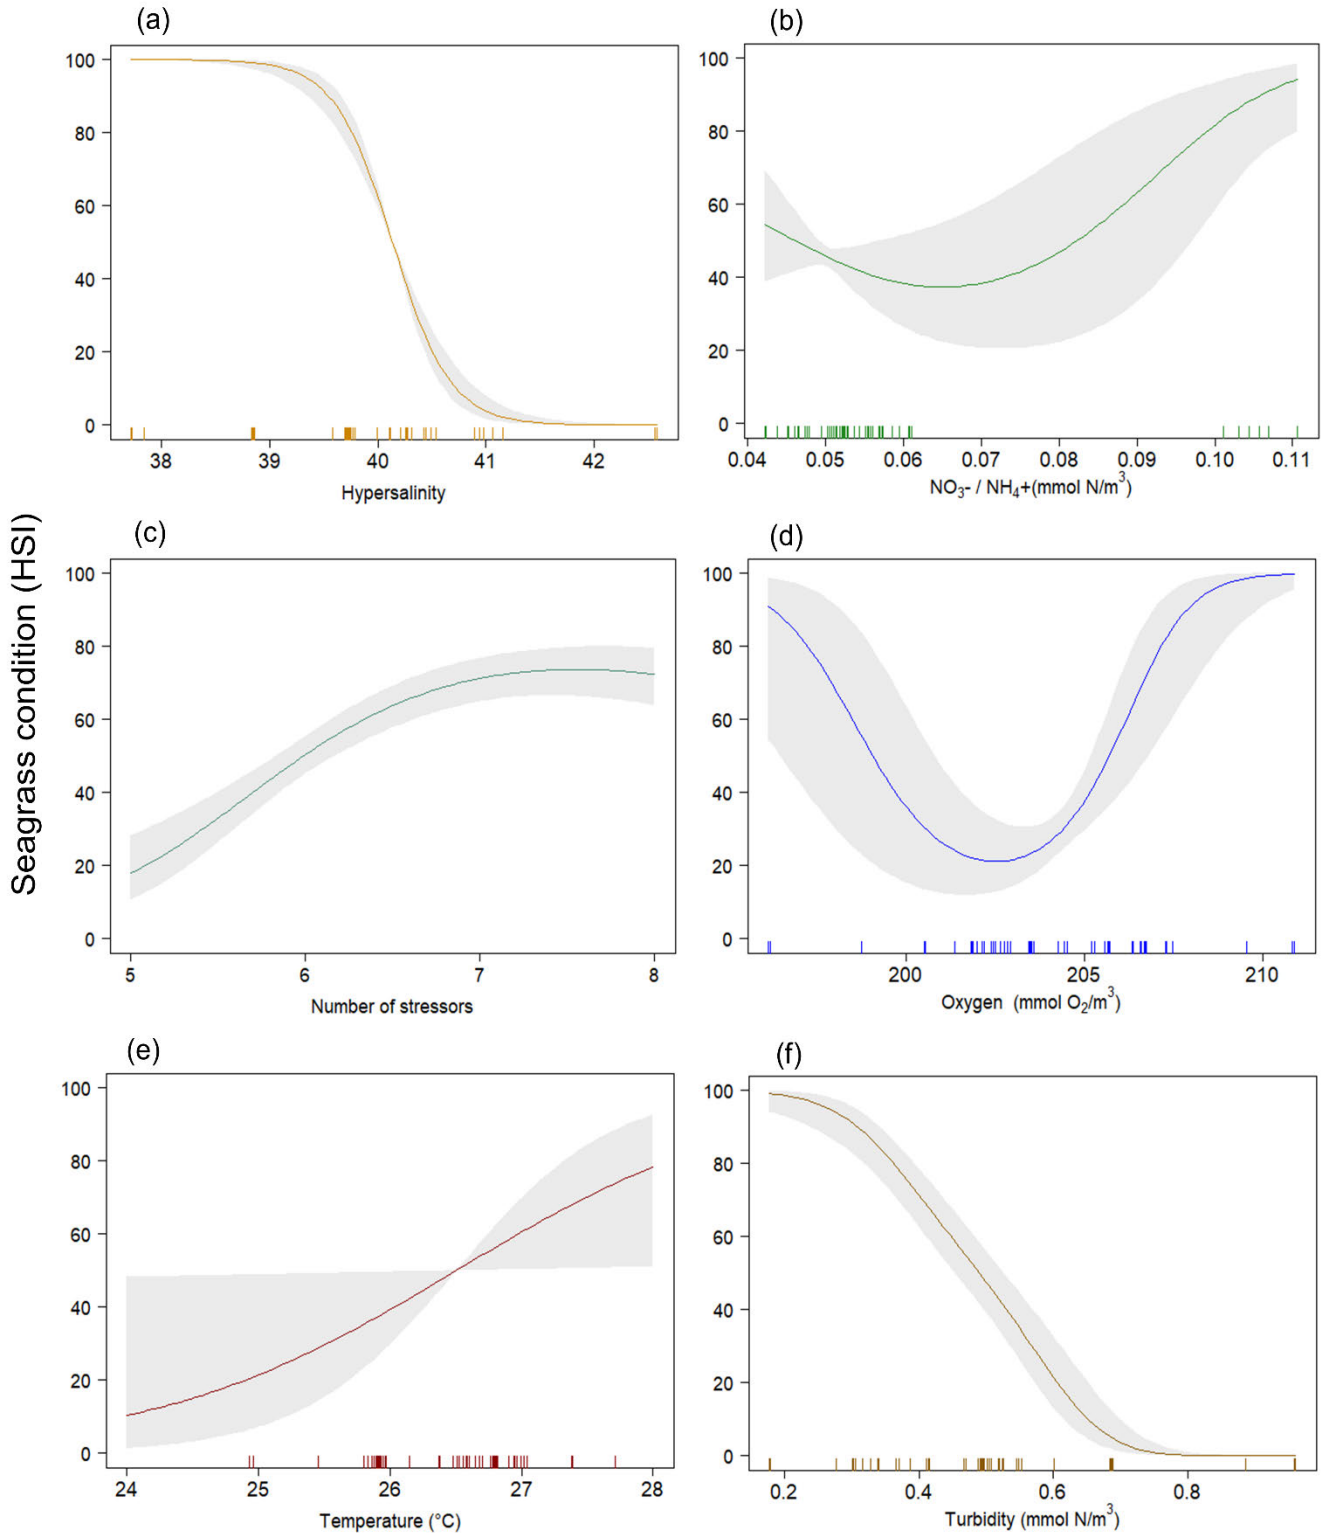 (a)
100
80
60
40
20
0
38 39 40 41 42
Hypersalinity
(b)
100
80
60
40
20
0
0.04 0.05 0.06 0.07 0.08 0.09 0.10 0.11
NO₃- / NH₄+(mmol N/m³)
Seagrass condition (HSI)
(c)
100
80
60
40
20
0
5 6 7 8
Number of stressors
(d)
100
80
60
40
20
0
200 205 210
Oxygen (mmol O₂/m³)
(e)
100
80
60
40
20
0
24 25 26 27 28
Temperature (°C)
(f)
100
80
60
40
20
0
0.2 0.4 0.6 0.8
Turbidity (mmol N/m³)